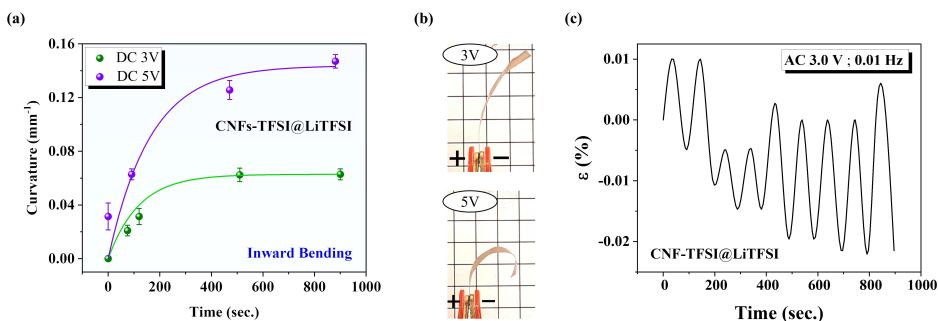 (a)
0.16
0.12
0.08
0.04
0.00
Curvature (mm⁻¹)
DC 3V
DC 5V
CNFs-TFSI@LiTFSI
Inward Bending
0
200
400
600
800
1000
Time (sec.)
(b)
3V
+ −
5V
+ −
(c)
0.01
0.00
-0.01
-0.02
ε (%)
AC 3.0 V ; 0.01 Hz
CNF-TFSI@LiTFSI
0
200
400
600
800
1000
Time (sec.)